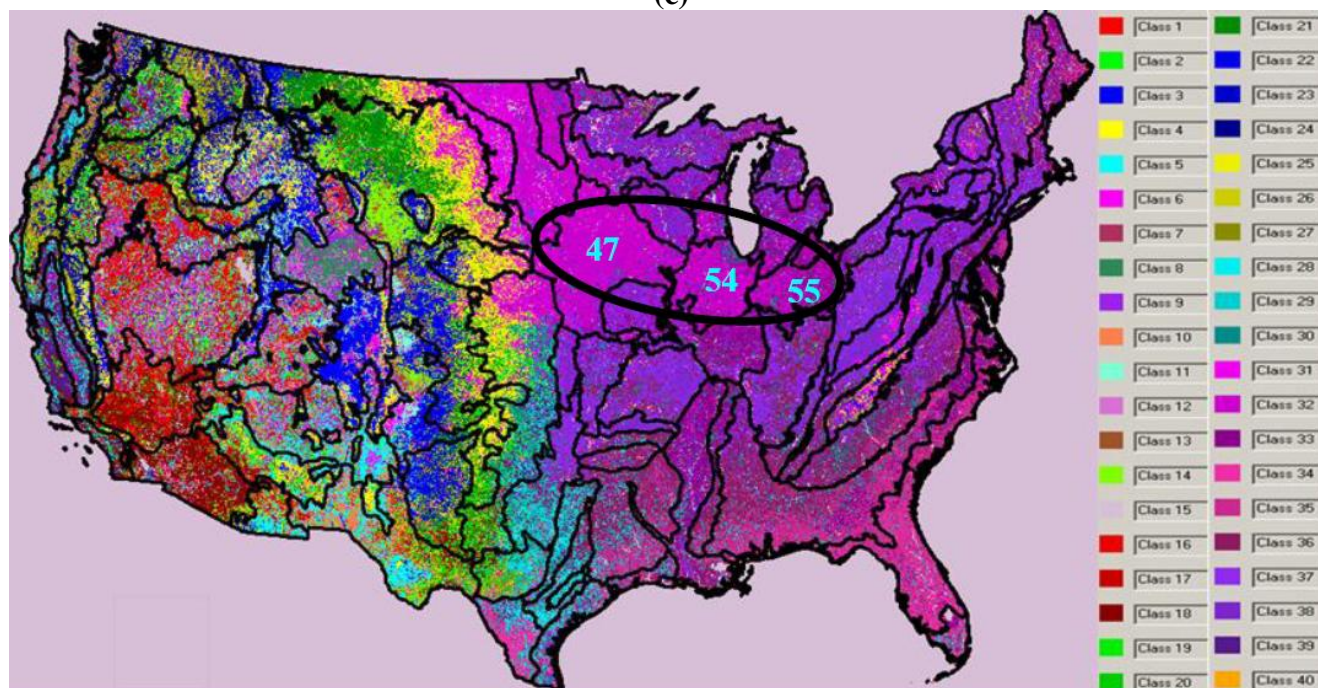 (c)
47
54
55
Class 1
Class 2
Class 3
Class 4
Class 5
Class 6
Class 7
Class 8
Class 9
Class 10
Class 11
Class 12
Class 13
Class 14
Class 15
Class 16
Class 17
Class 18
Class 19
Class 20
Class 21
Class 22
Class 23
Class 24
Class 25
Class 26
Class 27
Class 28
Class 29
Class 30
Class 31
Class 32
Class 33
Class 34
Class 35
Class 36
Class 37
Class 38
Class 39
Class 40